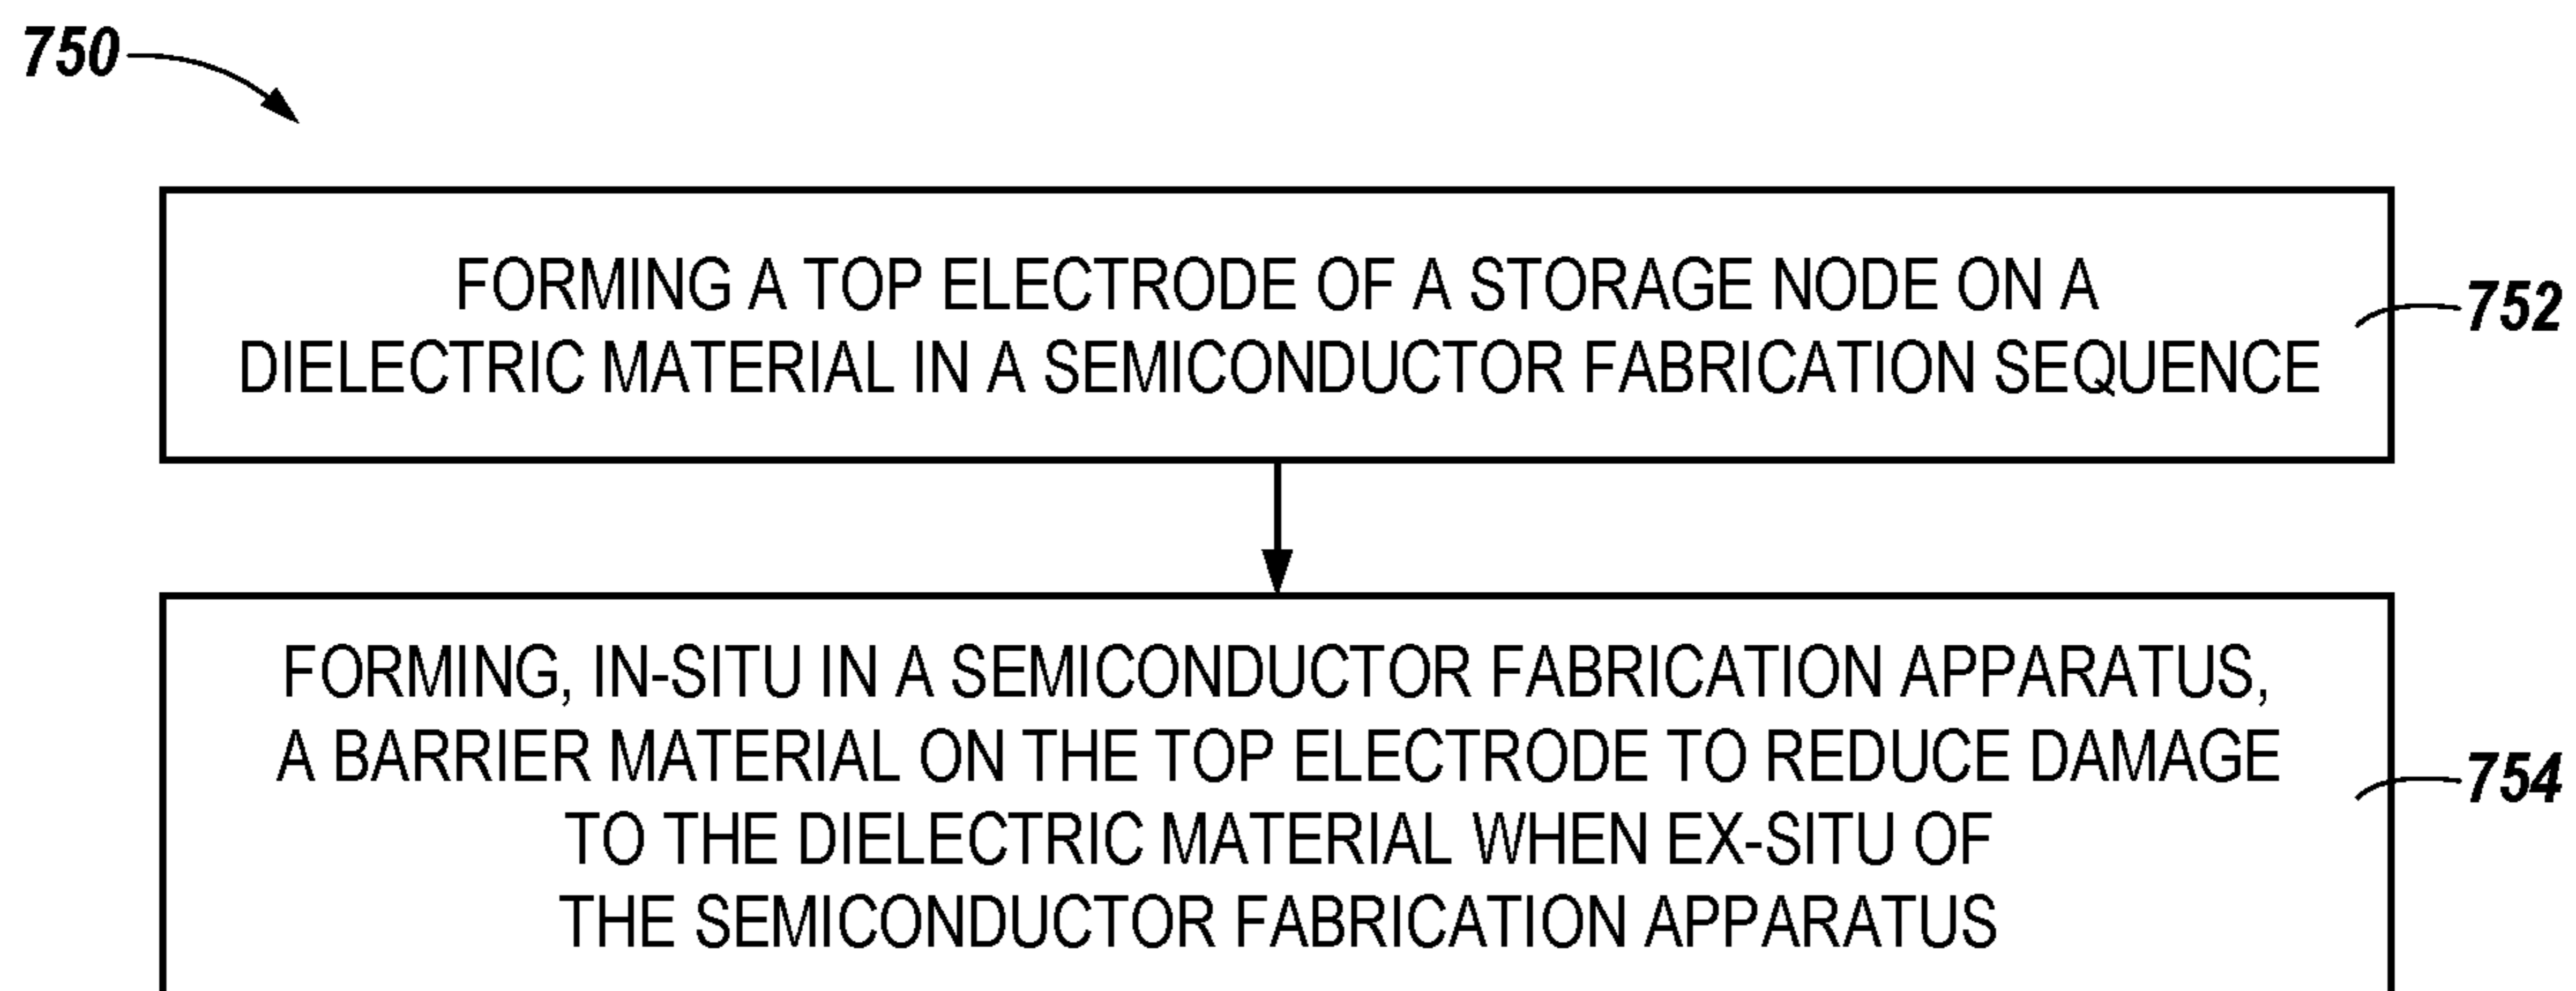 750
FORMING A TOP ELECTRODE OF A STORAGE NODE ON A
DIELECTRIC MATERIAL IN A SEMICONDUCTOR FABRICATION SEQUENCE
752
FORMING, IN-SITU IN A SEMICONDUCTOR FABRICATION APPARATUS,
A BARRIER MATERIAL ON THE TOP ELECTRODE TO REDUCE DAMAGE
TO THE DIELECTRIC MATERIAL WHEN EX-SITU OF
THE SEMICONDUCTOR FABRICATION APPARATUS
754